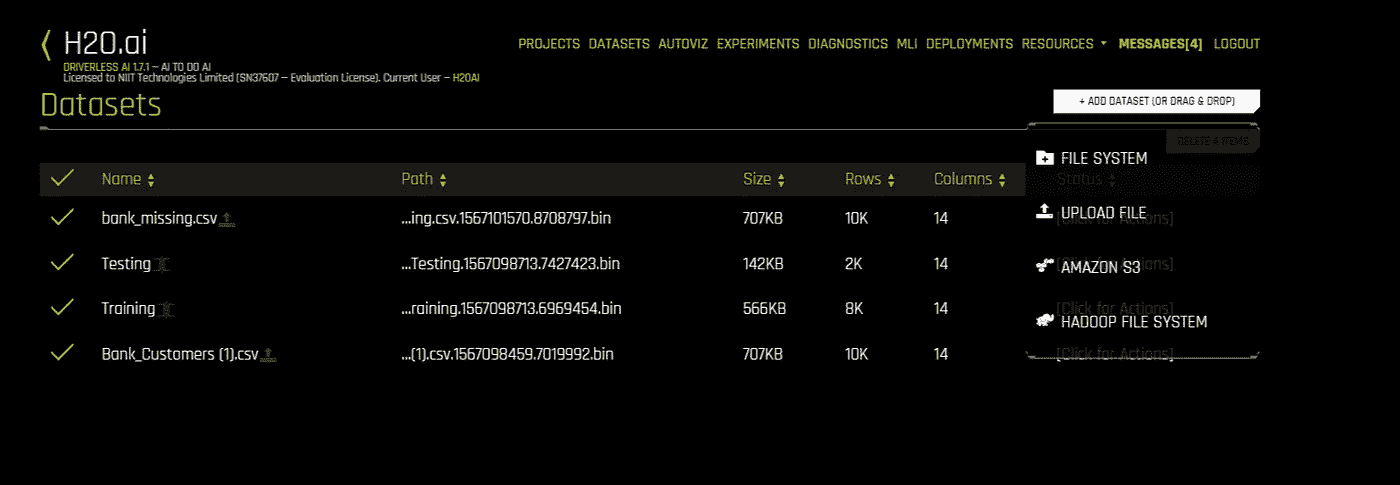 H2O.ai
PROJECTS DATASETS AUTOVIZ EXPERIMENTS DIAGNOSTICS MLI DEPLOYMENTS RESOURCES MESSAGES[4] LOGOUT
DRIVERLESS AI 1.7.1 – AI TO DO AI
Licensed to NIIT Technologies Limited (SN37607 – Evaluation License). Current User – H2OAI
Datasets
+ ADD DATASET (OR DRAG & DROP)
DELETE 4 ITEMS
FILE SYSTEM
Name Path Size Rows Columns Status
bank_missing.csv ...ing.csv.1567101570.8708797.bin 707KB 10K 14 [Click for Actions]
UPLOAD FILE
Testing ...Testing.1567098713.7427423.bin 142KB 2K 14 [Click for Actions]
AMAZON S3
Training ...raining.1567098713.6969454.bin 566KB 8K 14 [Click for Actions]
HADOOP FILE SYSTEM
Bank_Customers (1).csv ...(1).csv.1567098459.7019992.bin 707KB 10K 14 [Click for Actions]